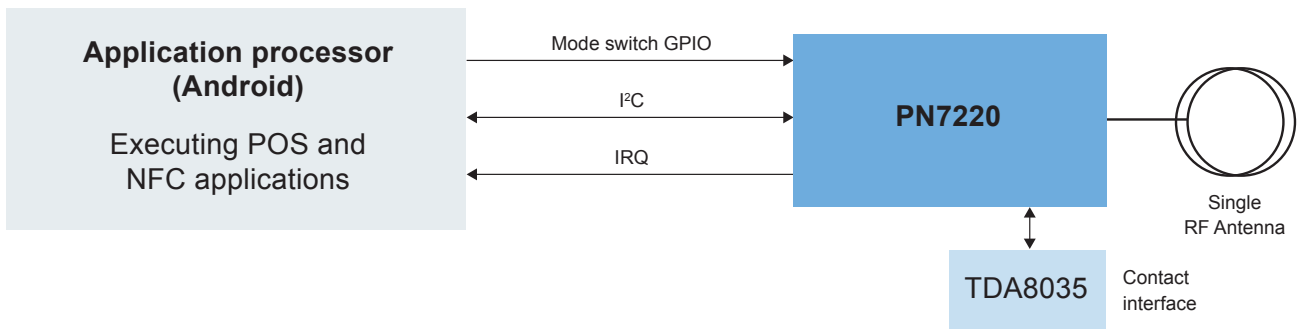 Application processor
(Android)
Executing POS and
NFC applications
Mode switch GPIO
I²C
IRQ
PN7220
Single
RF Antenna
TDA8035
Contact
interface